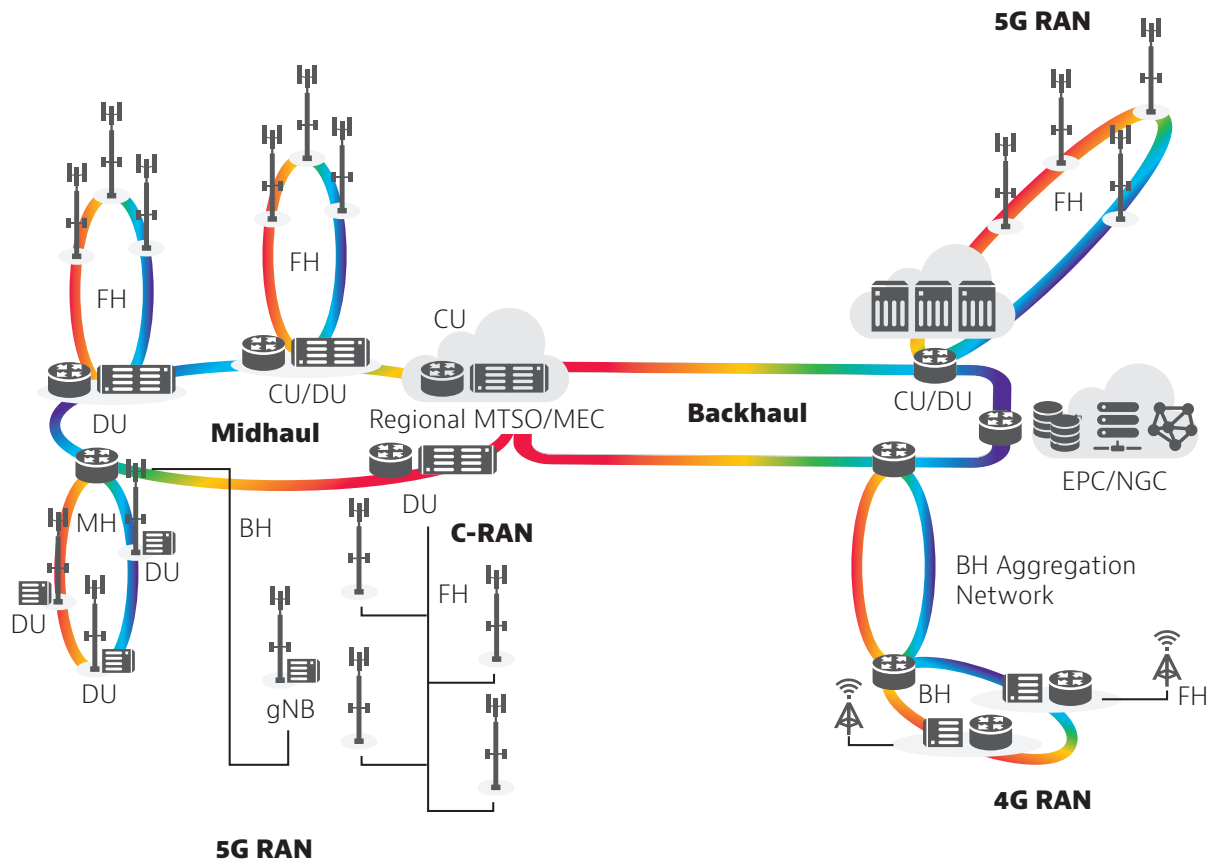 5G RAN
FH
FH
FH
CU
DU
CU/DU
Regional MTSO/MEC
CU/DU
Midhaul
Backhaul
EPC/NGC
DU
MH
BH
C-RAN
FH
DU
DU
DU
gNB
BH Aggregation
Network
BH
FH
4G RAN
5G RAN